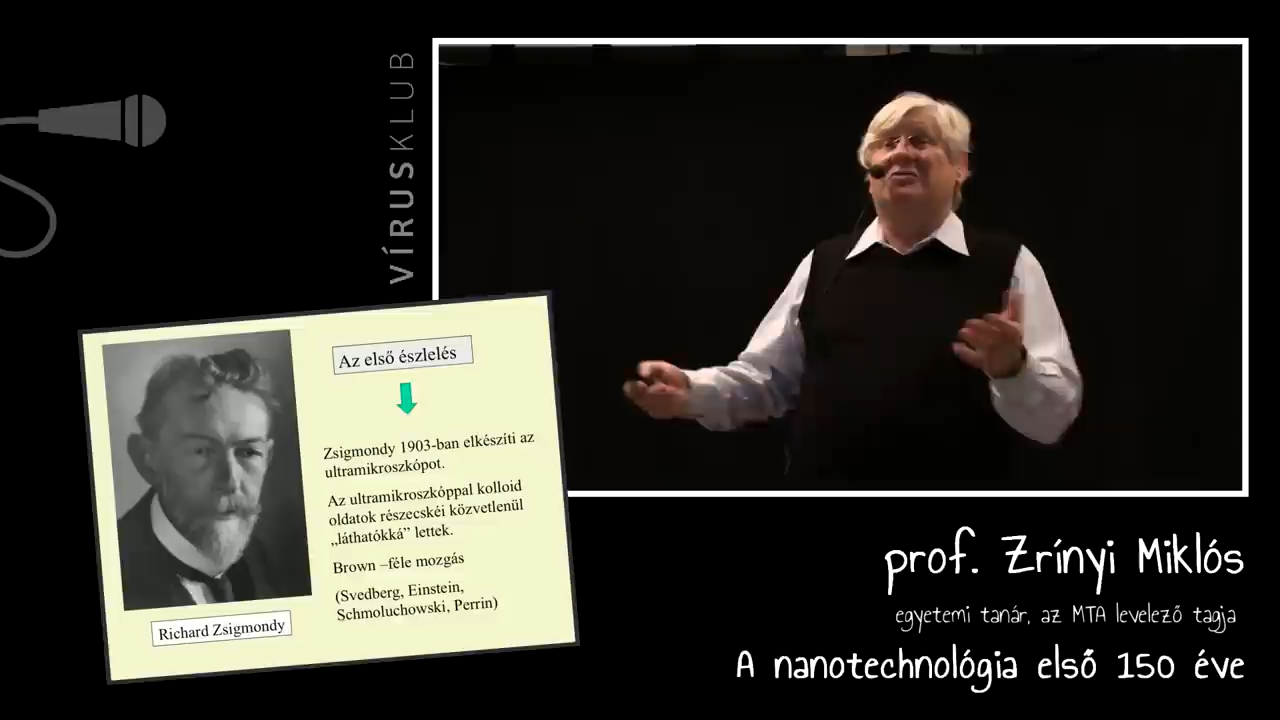 VÍRUSKLUB
Az első észlelés
Zsigmondy 1903-ban elkészíti az
ultramikroszkópot.
Az ultramikroszkóppal kolloid
oldatok részecskéi közvetlenül
„láthatókká” lettek.
Brown –féle mozgás
(Svedberg, Einstein,
Schmoluchowski, Perrin)
Richard Zsigmondy
prof. Zrínyi Miklós
egyetemi tanár, az MTA levelező tagja
A nanotechnológia első 150 éve